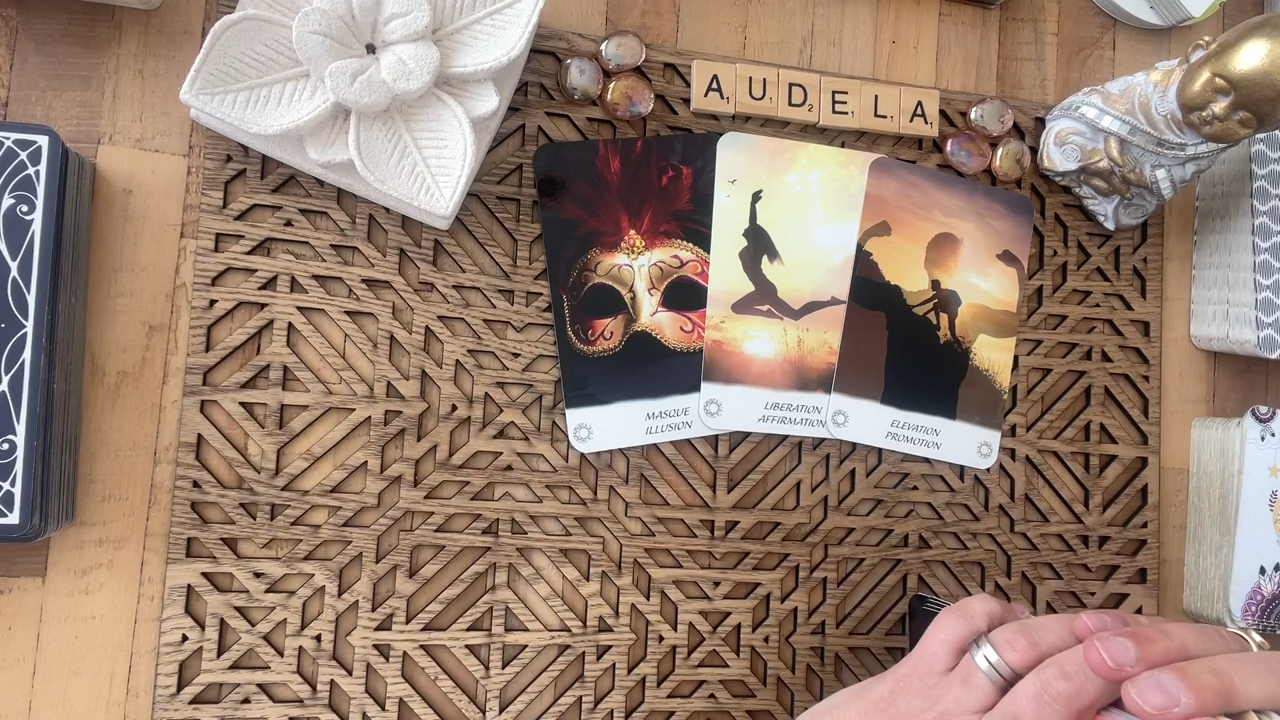 AUDELA
MASQUE
ILLUSION
LIBERATION
AFFIRMATION
ELEVATION
PROMOTION